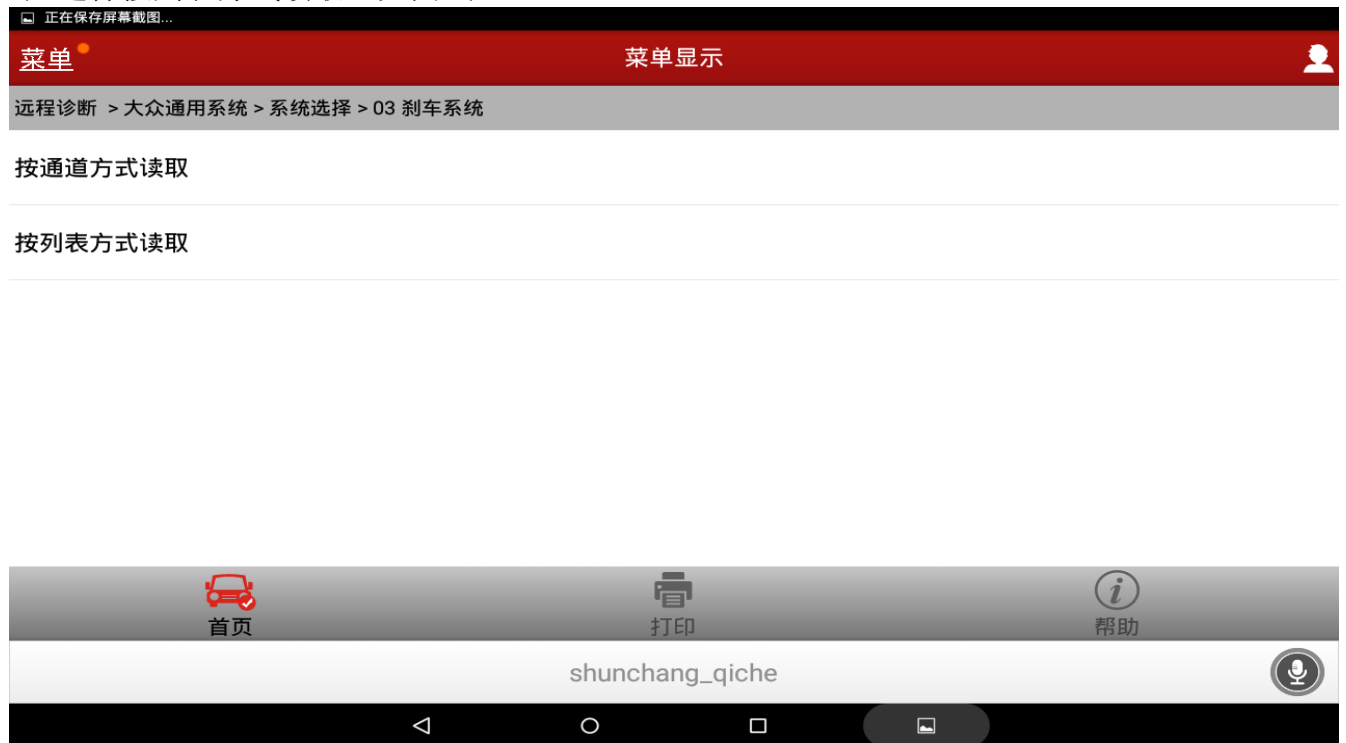 正在保存屏幕截图...
菜单 菜单显示
远程诊断 > 大众通用系统 > 系统选择 > 03 刹车系统
按通道方式读取
按列表方式读取
首页 打印 帮助
shunchang_qiche